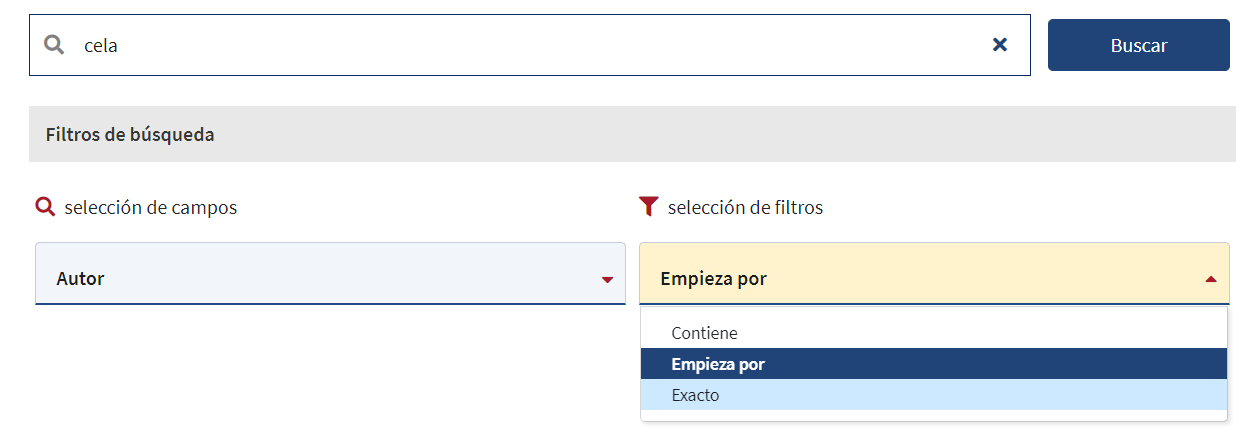 cela
Buscar
Filtros de búsqueda
selección de campos
selección de filtros
Autor
Empieza por
Contiene
Empieza por
Exacto